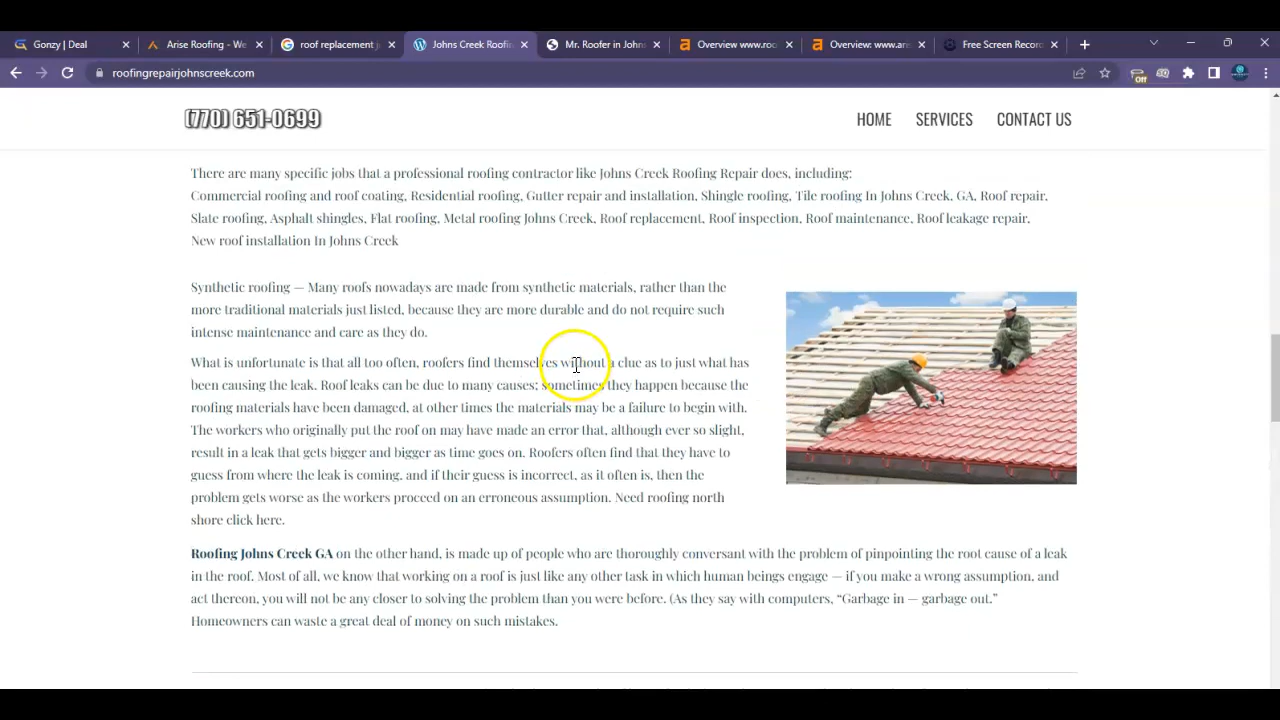 Gonzy | Deal
Arise Roofing - We
roof replacement j
Johns Creek Roofin
Mr. Roofer in Johns
Overview www.roo
Overview: www.aris
Free Screen Record
roofingrepairjohnscreek.com
Off
(770) 651-0699
HOME
SERVICES
CONTACT US
There are many specific jobs that a professional roofing contractor like Johns Creek Roofing Repair does, including:
Commercial roofing and roof coating, Residential roofing, Gutter repair and installation, Shingle roofing, Tile roofing In Johns Creek, GA, Roof repair,
Slate roofing, Asphalt shingles, Flat roofing, Metal roofing Johns Creek, Roof replacement, Roof inspection, Roof maintenance, Roof leakage repair,
New roof installation In Johns Creek
Synthetic roofing — Many roofs nowadays are made from synthetic materials, rather than the
more traditional materials just listed, because they are more durable and do not require such
intense maintenance and care as they do.
What is unfortunate is that all too often, roofers find themselves without a clue as to just what has
been causing the leak. Roof leaks can be due to many causes; sometimes they happen because the
roofing materials have been damaged, at other times the materials may be a failure to begin with.
The workers who originally put the roof on may have made an error that, although ever so slight,
result in a leak that gets bigger and bigger as time goes on. Roofers often find that they have to
guess from where the leak is coming, and if their guess is incorrect, as it often is, then the
problem gets worse as the workers proceed on an erroneous assumption. Need roofing north
shore click here.
Roofing Johns Creek GA on the other hand, is made up of people who are thoroughly conversant with the problem of pinpointing the root cause of a leak
in the roof. Most of all, we know that working on a roof is just like any other task in which human beings engage — if you make a wrong assumption, and
act thereon, you will not be any closer to solving the problem than you were before. (As they say with computers, “Garbage in — garbage out.”
Homeowners can waste a great deal of money on such mistakes.